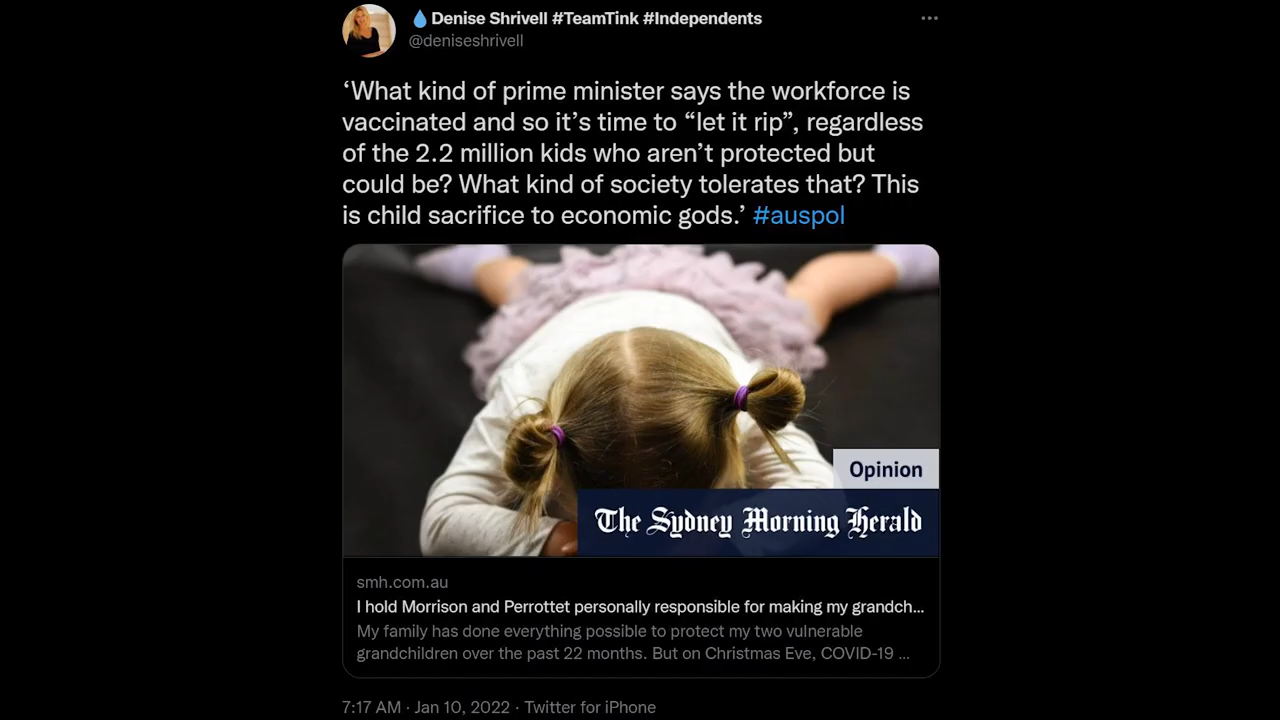 Denise Shrivell #TeamTink #Independents
@deniseshrivell
‘What kind of prime minister says the workforce is
vaccinated and so it’s time to “let it rip”, regardless
of the 2.2 million kids who aren’t protected but
could be? What kind of society tolerates that? This
is child sacrifice to economic gods.’ #auspol
Opinion
The Sydney Morning Herald
smh.com.au
I hold Morrison and Perrottet personally responsible for making my grandch...
My family has done everything possible to protect my two vulnerable
grandchildren over the past 22 months. But on Christmas Eve, COVID-19 ...
7:17 AM · Jan 10, 2022 · Twitter for iPhone